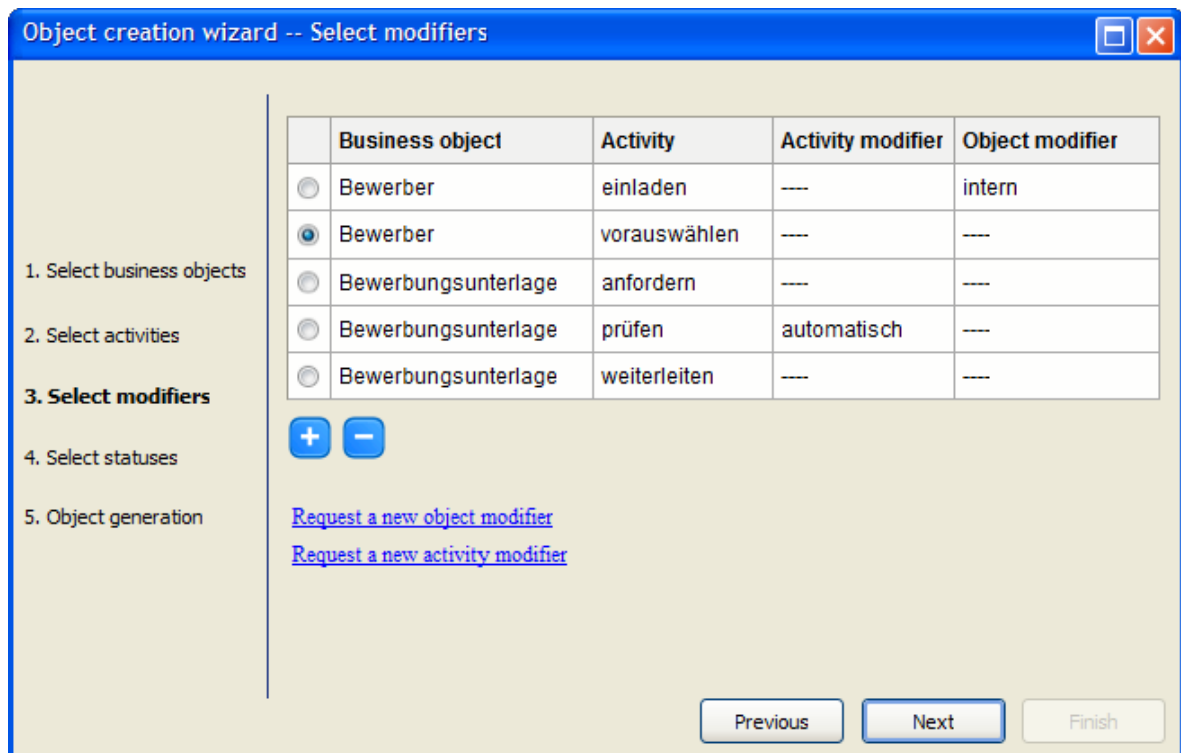 Object creation wizard -- Select modifiers
1. Select business objects
2. Select activities
3. Select modifiers
4. Select statuses
5. Object generation
Business object Activity Activity modifier Object modifier
Bewerber einladen ---- intern
Bewerber vorauswählen ---- ----
Bewerbungsunterlage anfordern ---- ----
Bewerbungsunterlage prüfen automatisch ----
Bewerbungsunterlage weiterleiten ---- ----
Request a new object modifier
Request a new activity modifier
Previous Next Finish